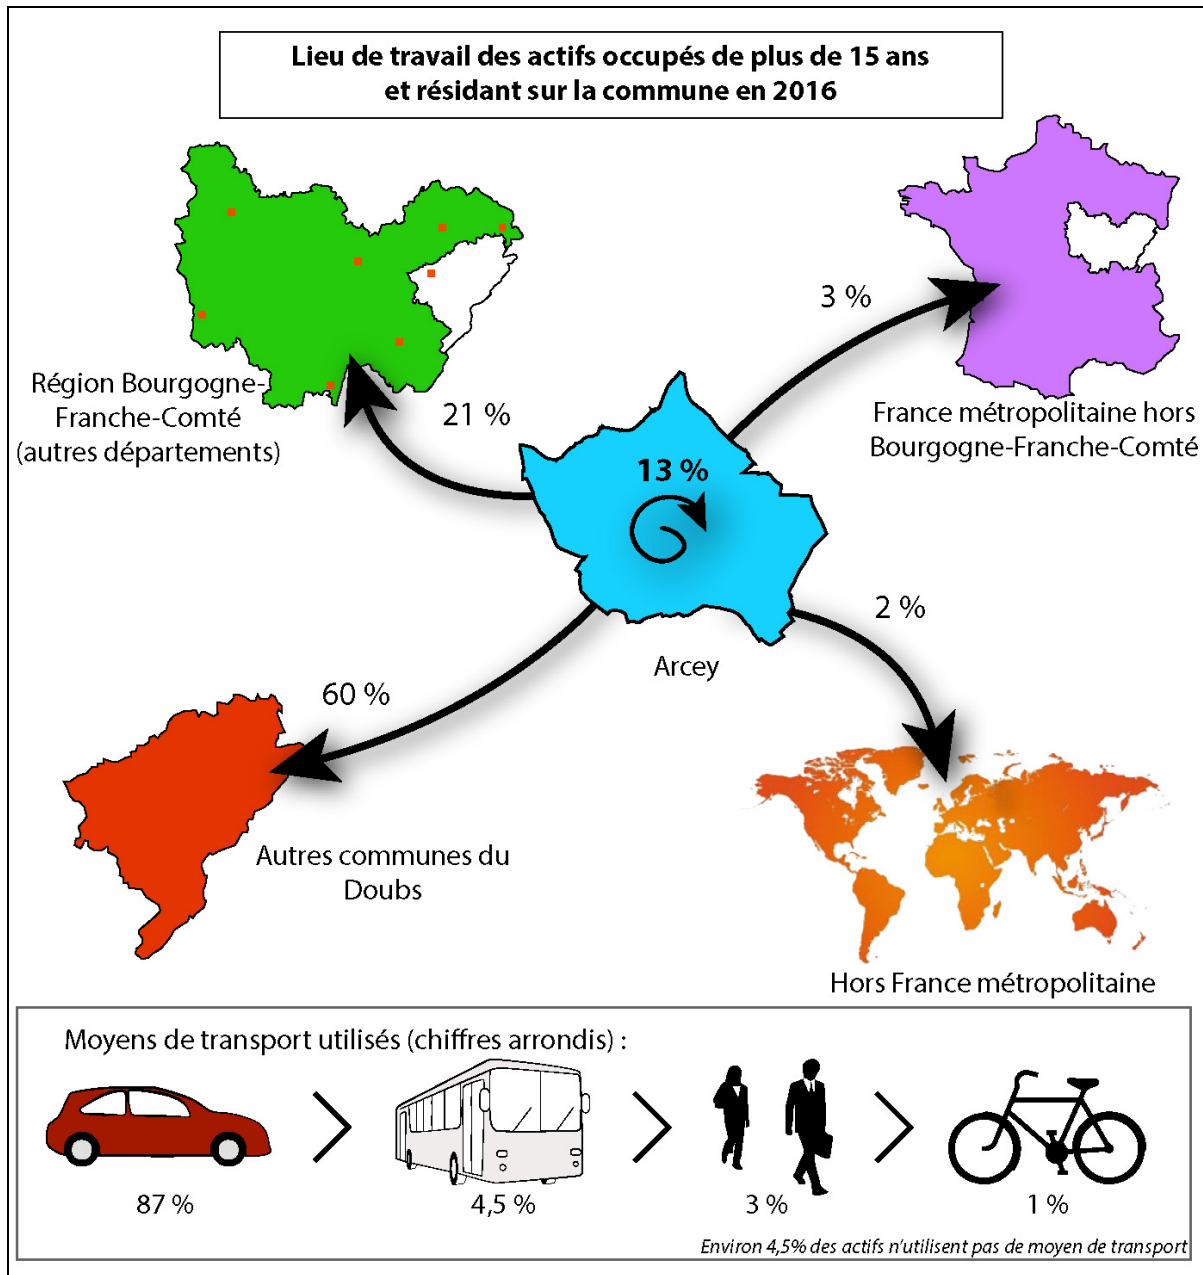 Lieu de travail des actifs occupés de plus de 15 ans
et résidant sur la commune en 2016
3 %
Région Bourgogne-
Franche-Comté
(autres départements)
21 %
France métropolitaine hors
Bourgogne-Franche-Comté
13 %
2 %
Arcey
60 %
Autres communes du
Doubs
Hors France métropolitaine
Moyens de transport utilisés (chiffres arrondis) :
87 %
4,5 %
3 %
1 %
Environ 4,5% des actifs n'utilisent pas de moyen de transport